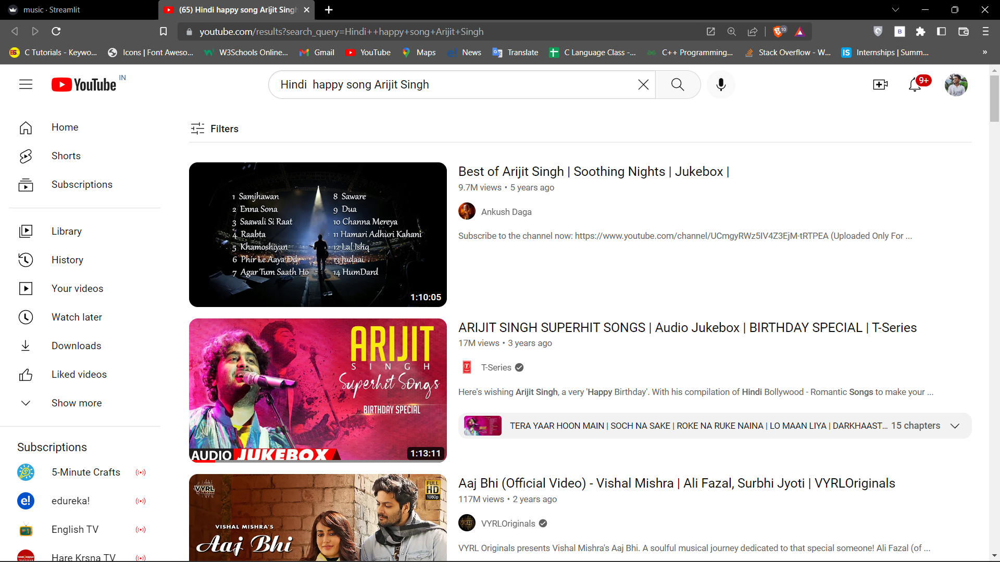 music · Streamlit
(65) Hindi happy song Arijit Singh
youtube.com/results?search_query=Hindi++happy+song+Arijit+Singh
10
B
C Tutorials - Keywo...
Icons | Font Aweso...
W3Schools Online...
Gmail
YouTube
Maps
News
Translate
C Language Class -...
C++ Programming...
Stack Overflow - W...
IS
Internships | Summ...
»
YouTube IN
Hindi  happy song Arijit Singh
9+
Home
Shorts
Subscriptions
Library
History
Your videos
Watch later
Downloads
Liked videos
Show more
Subscriptions
5-Minute Crafts
e!
edureka!
English TV
Hare Krsna TV
Filters
1 Samjhawan
2 Enna Sona
3 Saawali Si Raat
4 Raabta
5 Khamoshiyan
6 Phir Le Aaya Dil
7 Agar Tum Saath Ho
8 Saware
9 Dua
10 Channa Mereya
11 Hamari Adhuri Kahani
12 Lal Ishq
13 Judaai
14 HumDard
1:10:05
Best of Arijit Singh | Soothing Nights | Jukebox |
9.7M views • 5 years ago
Ankush Daga
Subscribe to the channel now: https://www.youtube.com/channel/UCmgyRWz5IV4Z3EjM-tRTPEA (Uploaded Only For ...
ARIJIT
SINGH
Superhit Songs
BIRTHDAY SPECIAL
AUDIO JUKEBOX
1:13:11
ARIJIT SINGH SUPERHIT SONGS | Audio Jukebox | BIRTHDAY SPECIAL | T-Series
17M views • 3 years ago
T-Series
Here's wishing Arijit Singh, a very 'Happy Birthday'. With his compilation of Hindi Bollywood - Romantic Songs to make your ...
TERA YAAR HOON MAIN | SOCH NA SAKE | ROKE NA RUKE NAINA | LO MAAN LIYA | DARKHAAST... 15 chapters
VYRL
FULL
HD
1080p
VISHAL MISHRA'S
Aaj Bhi
Aaj Bhi (Official Video) - Vishal Mishra | Ali Fazal, Surbhi Jyoti | VYRLOriginals
117M views • 2 years ago
VYRLOriginals
VYRL Originals presents Vishal Mishra's Aaj Bhi. A soulful musical journey dedicated to that special someone! Ali Fazal (of ...